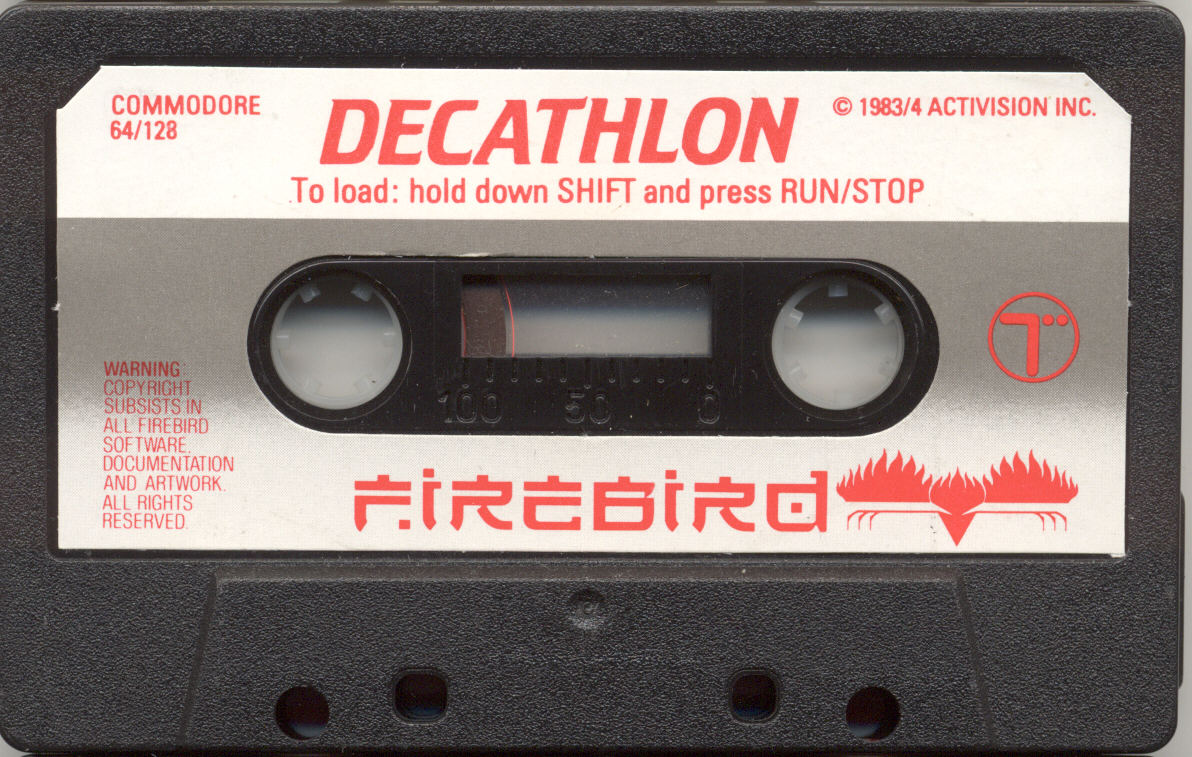 COMMODORE
64/128
DECATHLON
© 1983/4 ACTIVISION INC.
To load: hold down SHIFT and press RUN/STOP
100 50 0
WARNING:
COPYRIGHT
SUBSISTS IN
ALL FIREBIRD
SOFTWARE.
DOCUMENTATION
AND ARTWORK.
ALL RIGHTS
RESERVED.
FIREBIRD